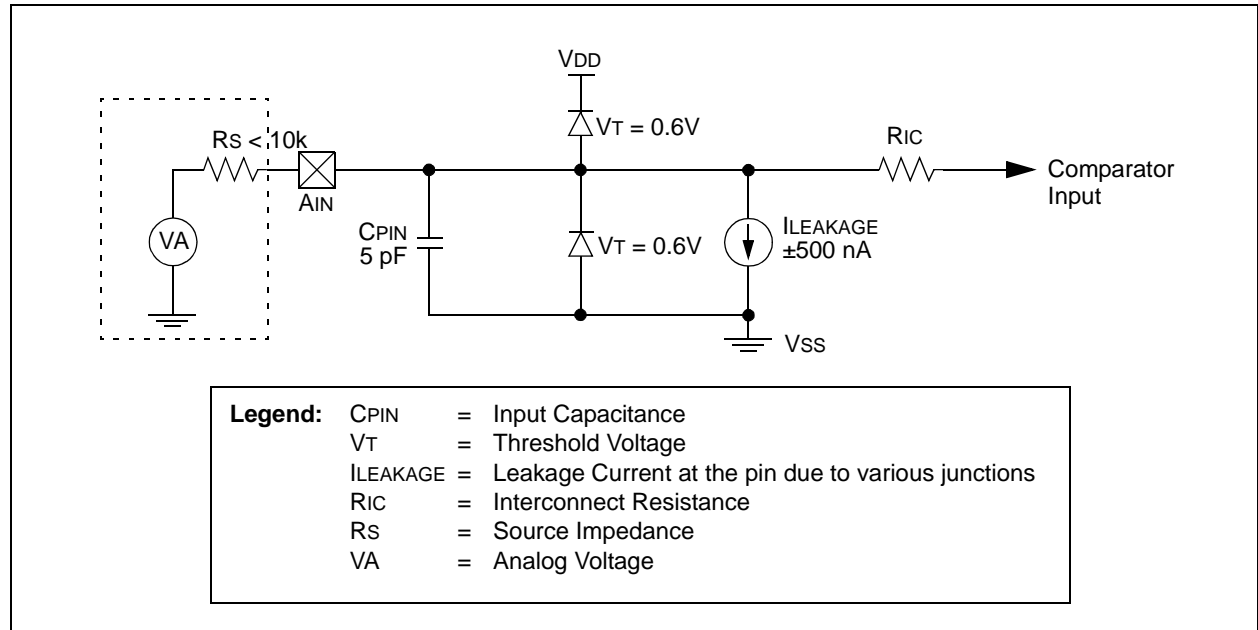 VDD
VT = 0.6V
RS < 10k
RIC
AIN
Comparator
Input
CPIN
5 pF
VT = 0.6V
ILEAKAGE
±500 nA
VA
VSS
Legend: CPIN = Input Capacitance
VT = Threshold Voltage
ILEAKAGE = Leakage Current at the pin due to various junctions
RIC = Interconnect Resistance
RS = Source Impedance
VA = Analog Voltage